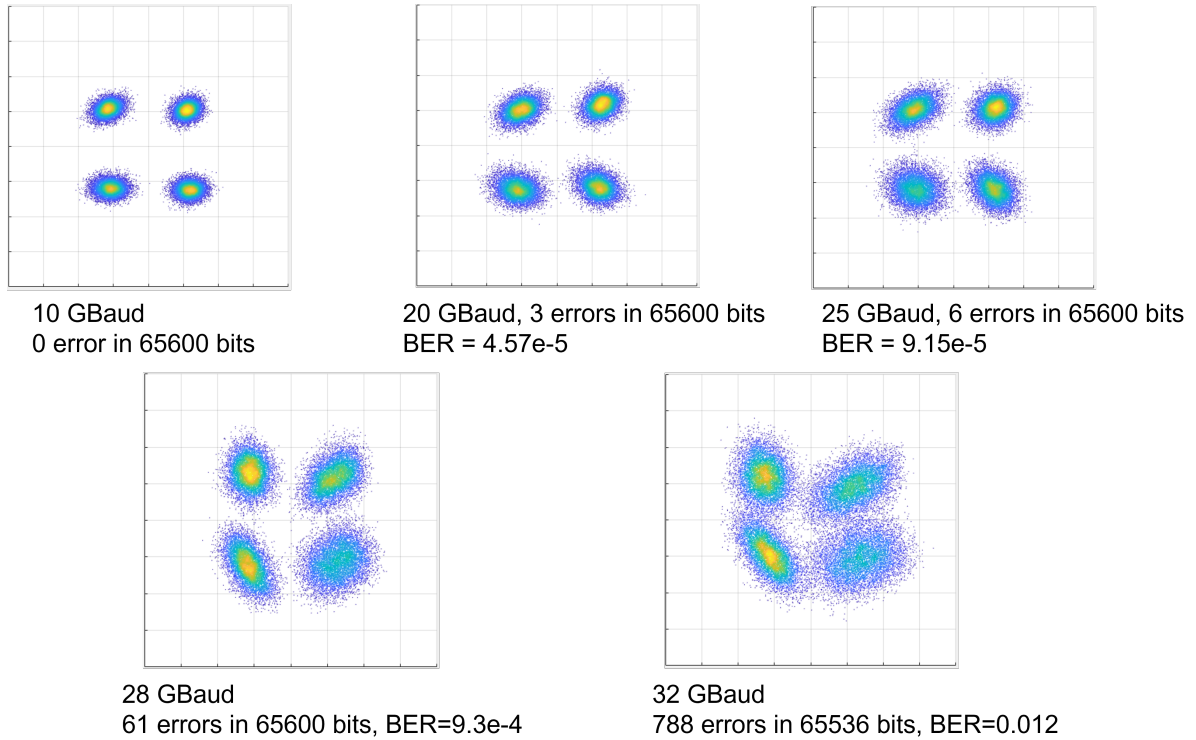 10 GBaud
0 error in 65600 bits
20 GBaud, 3 errors in 65600 bits
BER = 4.57e-5
25 GBaud, 6 errors in 65600 bits
BER = 9.15e-5
28 GBaud
61 errors in 65600 bits, BER=9.3e-4
32 GBaud
788 errors in 65536 bits, BER=0.012